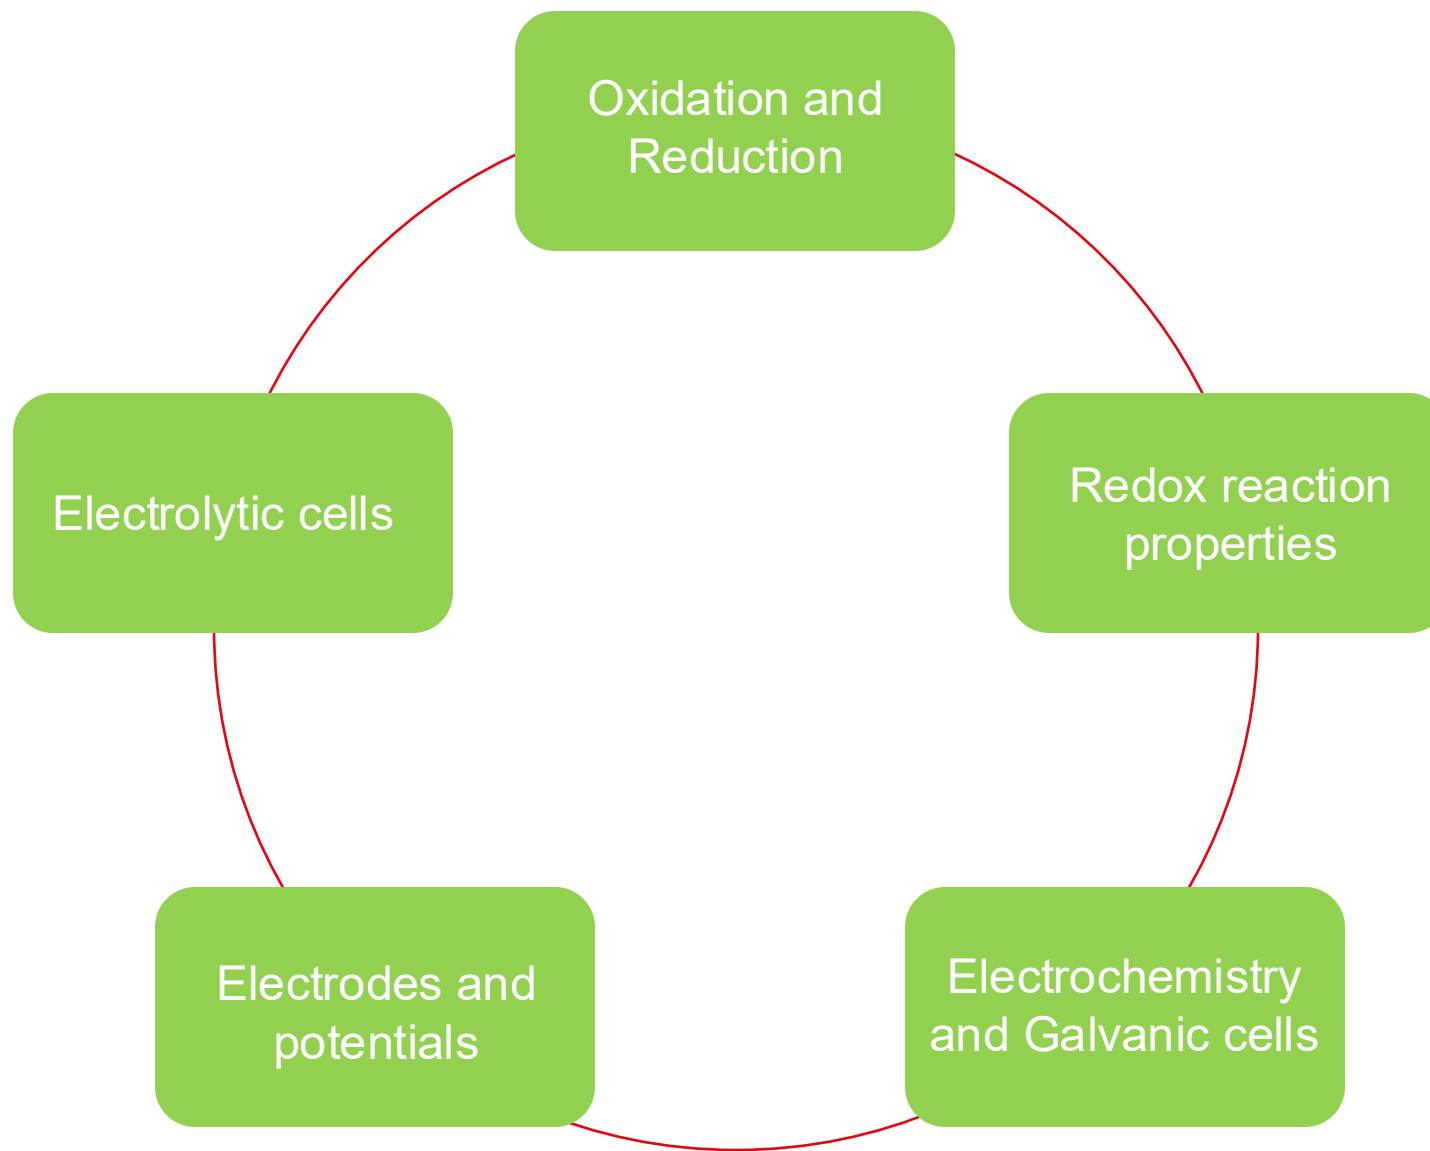 Oxidation and
Reduction
Redox reaction
properties
Electrochemistry
and Galvanic cells
Electrodes and
potentials
Electrolytic cells